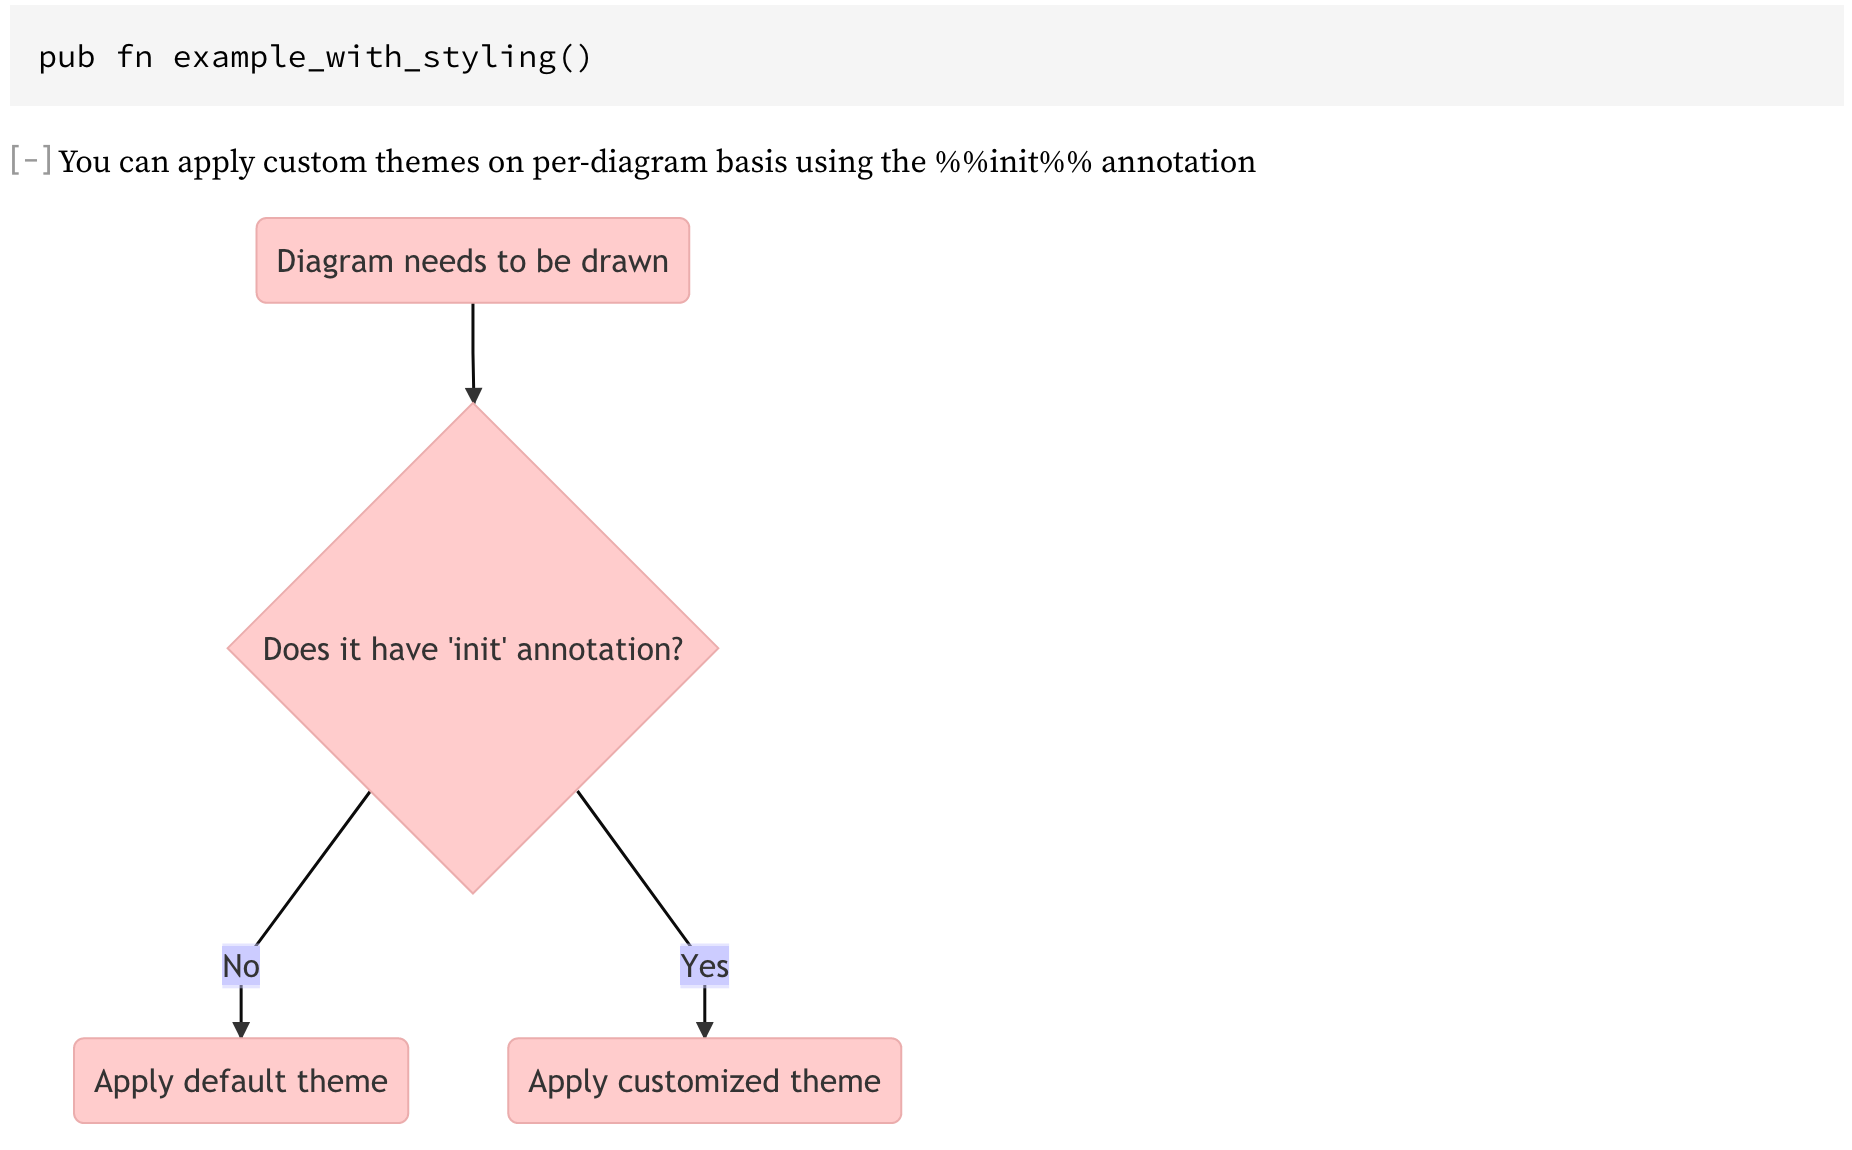 pub fn example_with_styling()
[-] You can apply custom themes on per-diagram basis using the %%init%% annotation
Diagram needs to be drawn
Does it have 'init' annotation?
No
Yes
Apply default theme
Apply customized theme